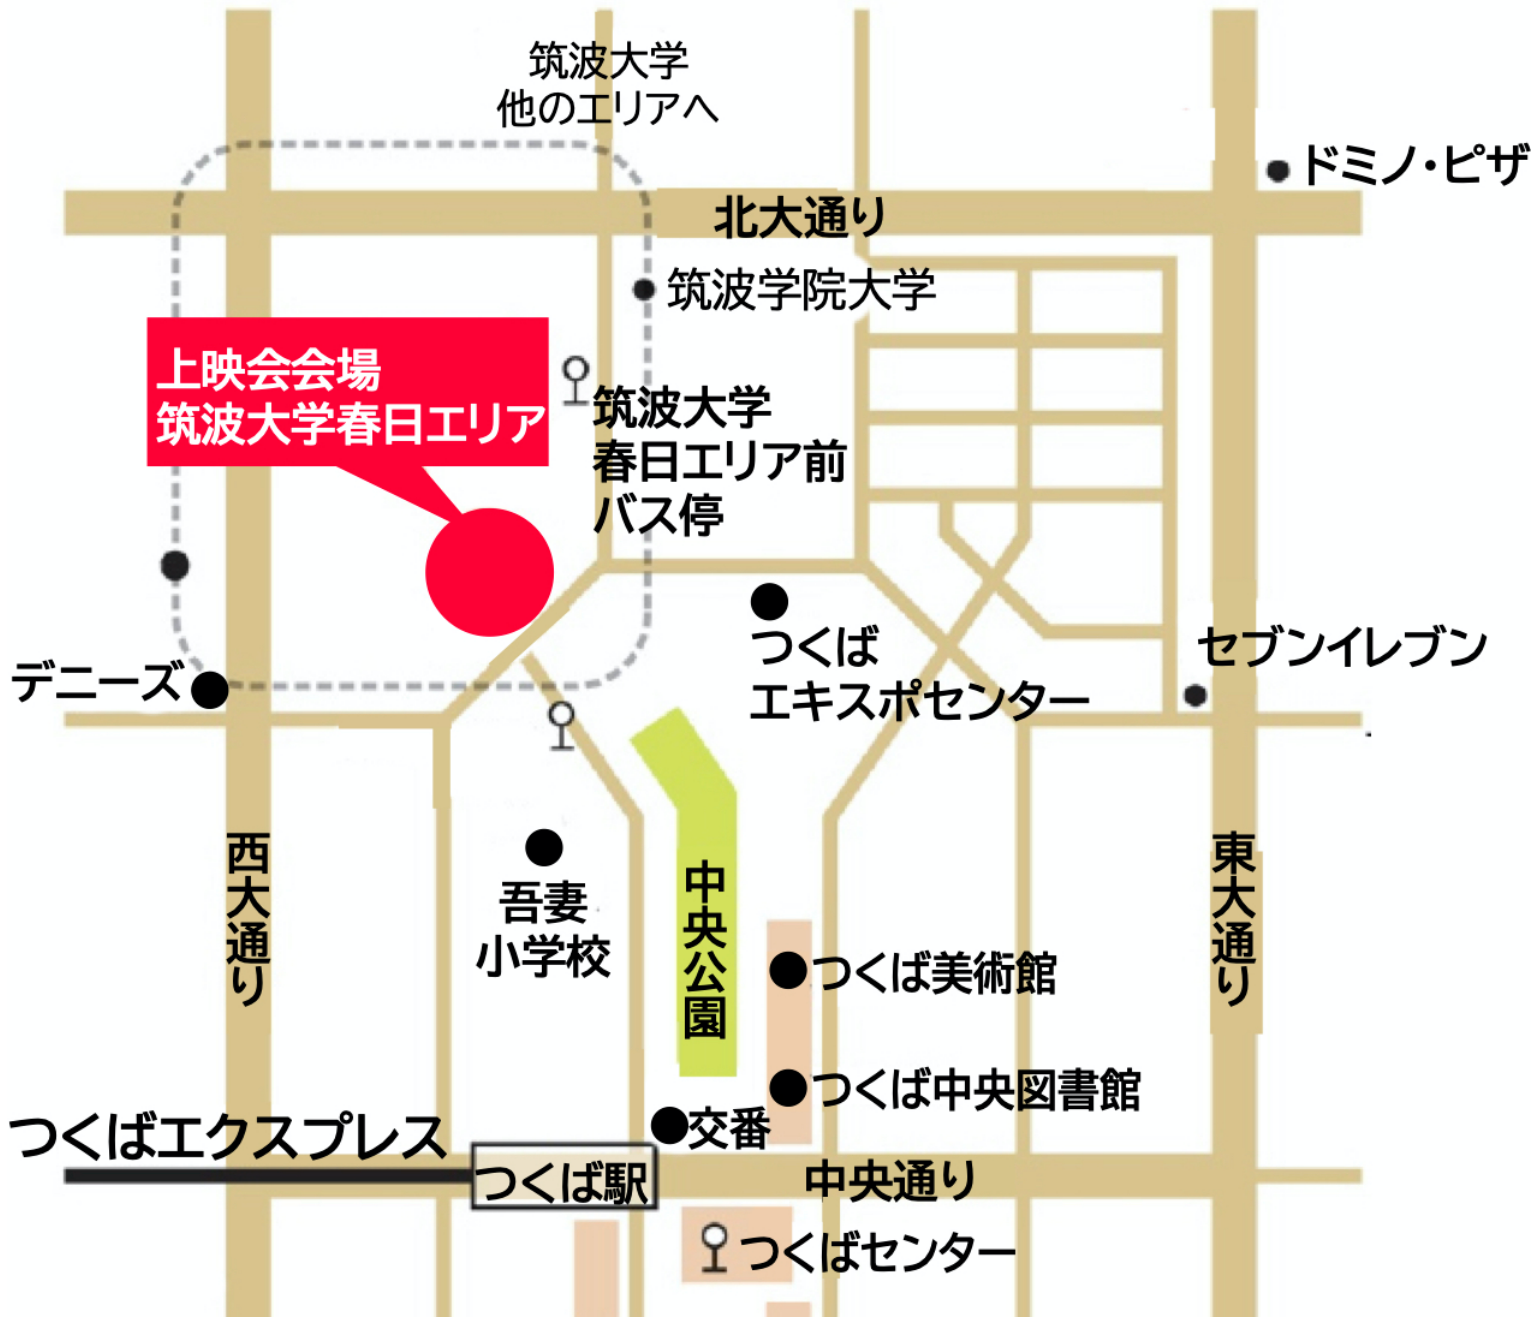 筑波大学
他のエリアへ
ドミノ・ピザ
北大通り
筑波学院大学
上映会会場
筑波大学春日エリア
筑波大学
春日エリア前
バス停
つくば
エキスポセンター
セブンイレブン
デニーズ
西大通り
東大通り
吾妻
小学校
中央公園
つくば美術館
つくば中央図書館
交番
つくばエクスプレス
つくば駅
中央通り
つくばセンター